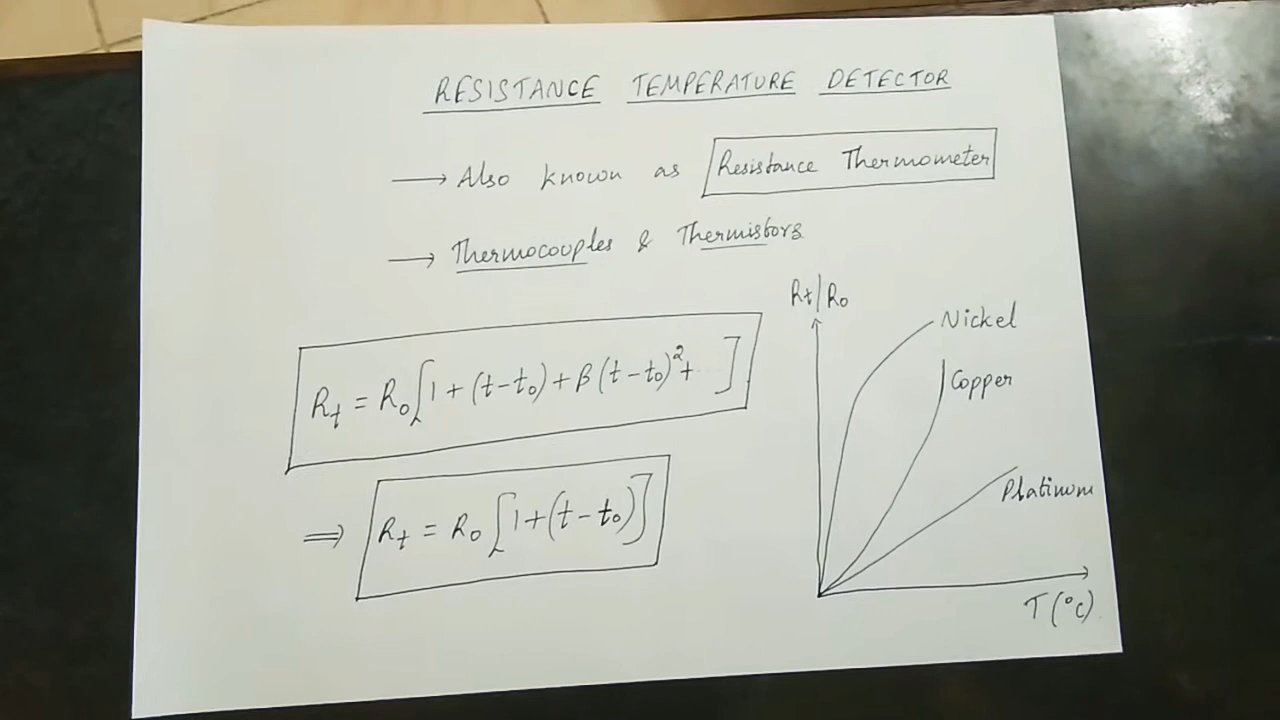 RESISTANCE TEMPERATURE DETECTOR
→ Also known as Resistance Thermometer
→ Thermocouples & Thermistors
Rt/R₀
Nickel
Copper
Platinum
T(°c)
Rₜ = R₀[1 + (t-t₀) + β(t-t₀)² + ]
⇒ Rₜ = R₀[1+(t-t₀)]